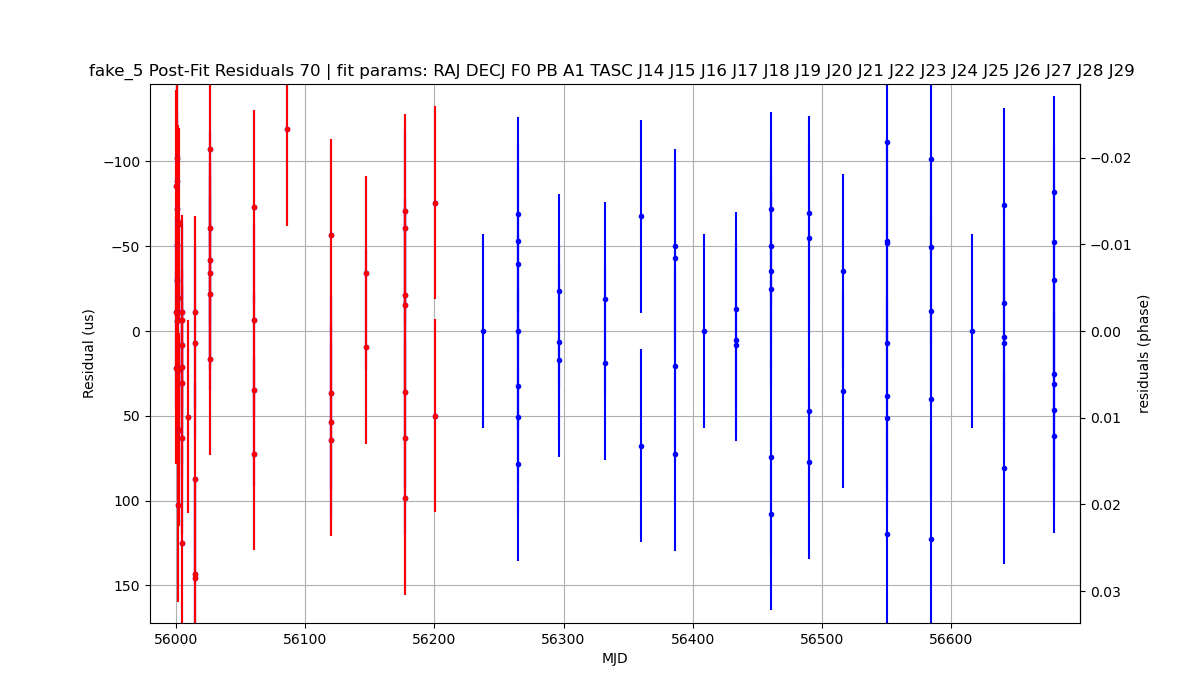 fake_5 Post-Fit Residuals 70 | fit params: RAJ DECJ F0 PB A1 TASC J14 J15 J16 J17 J18 J19 J20 J21 J22 J23 J24 J25 J26 J27 J28 J29
−100
−50
0
50
100
150
Residual (us)
−0.02
−0.01
0.00
0.01
0.02
0.03
residuals (phase)
56000 56100 56200 56300 56400 56500 56600
MJD